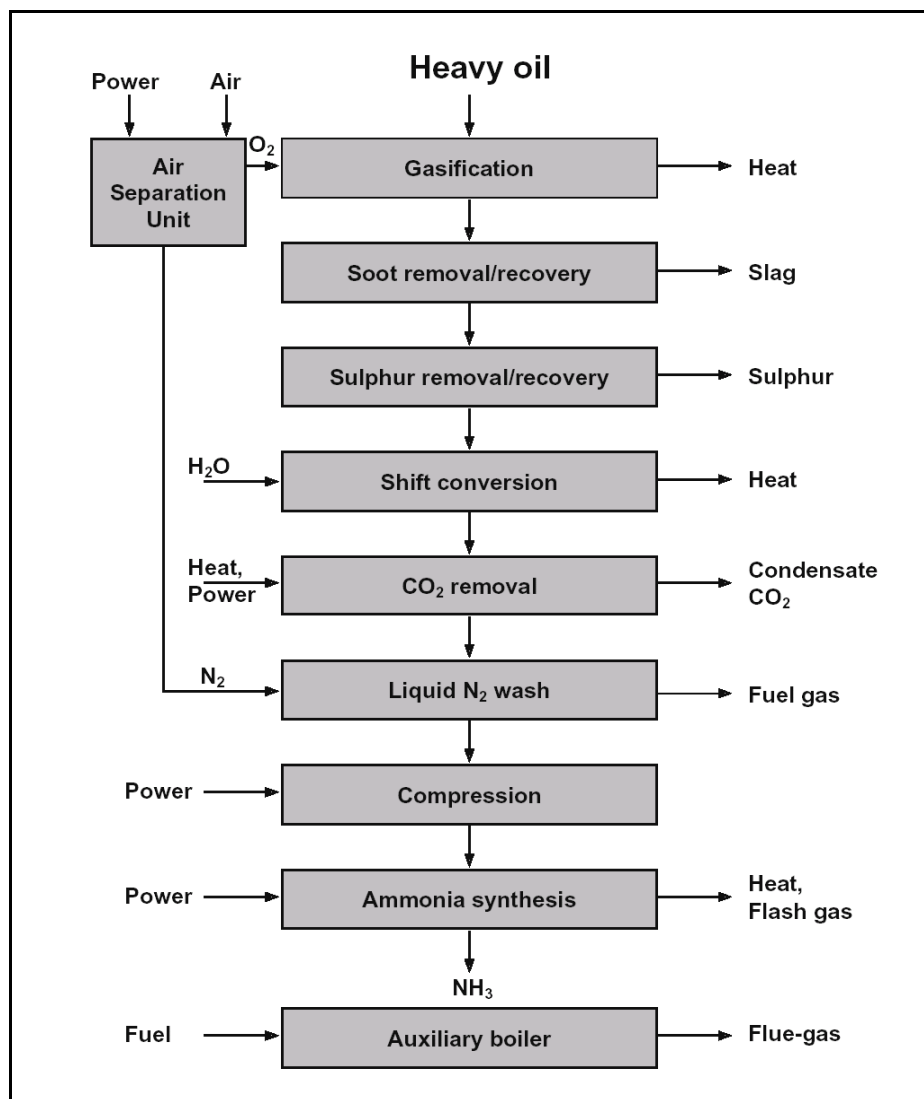 Heavy oil
Power
Air
O₂
Air
Separation
Unit
Gasification
Heat
Soot removal/recovery
Slag
Sulphur removal/recovery
Sulphur
H₂O
Shift conversion
Heat
Heat,
Power
CO₂ removal
Condensate
CO₂
N₂
Liquid N₂ wash
Fuel gas
Power
Compression
Power
Ammonia synthesis
Heat,
Flash gas
NH₃
Fuel
Auxiliary boiler
Flue-gas